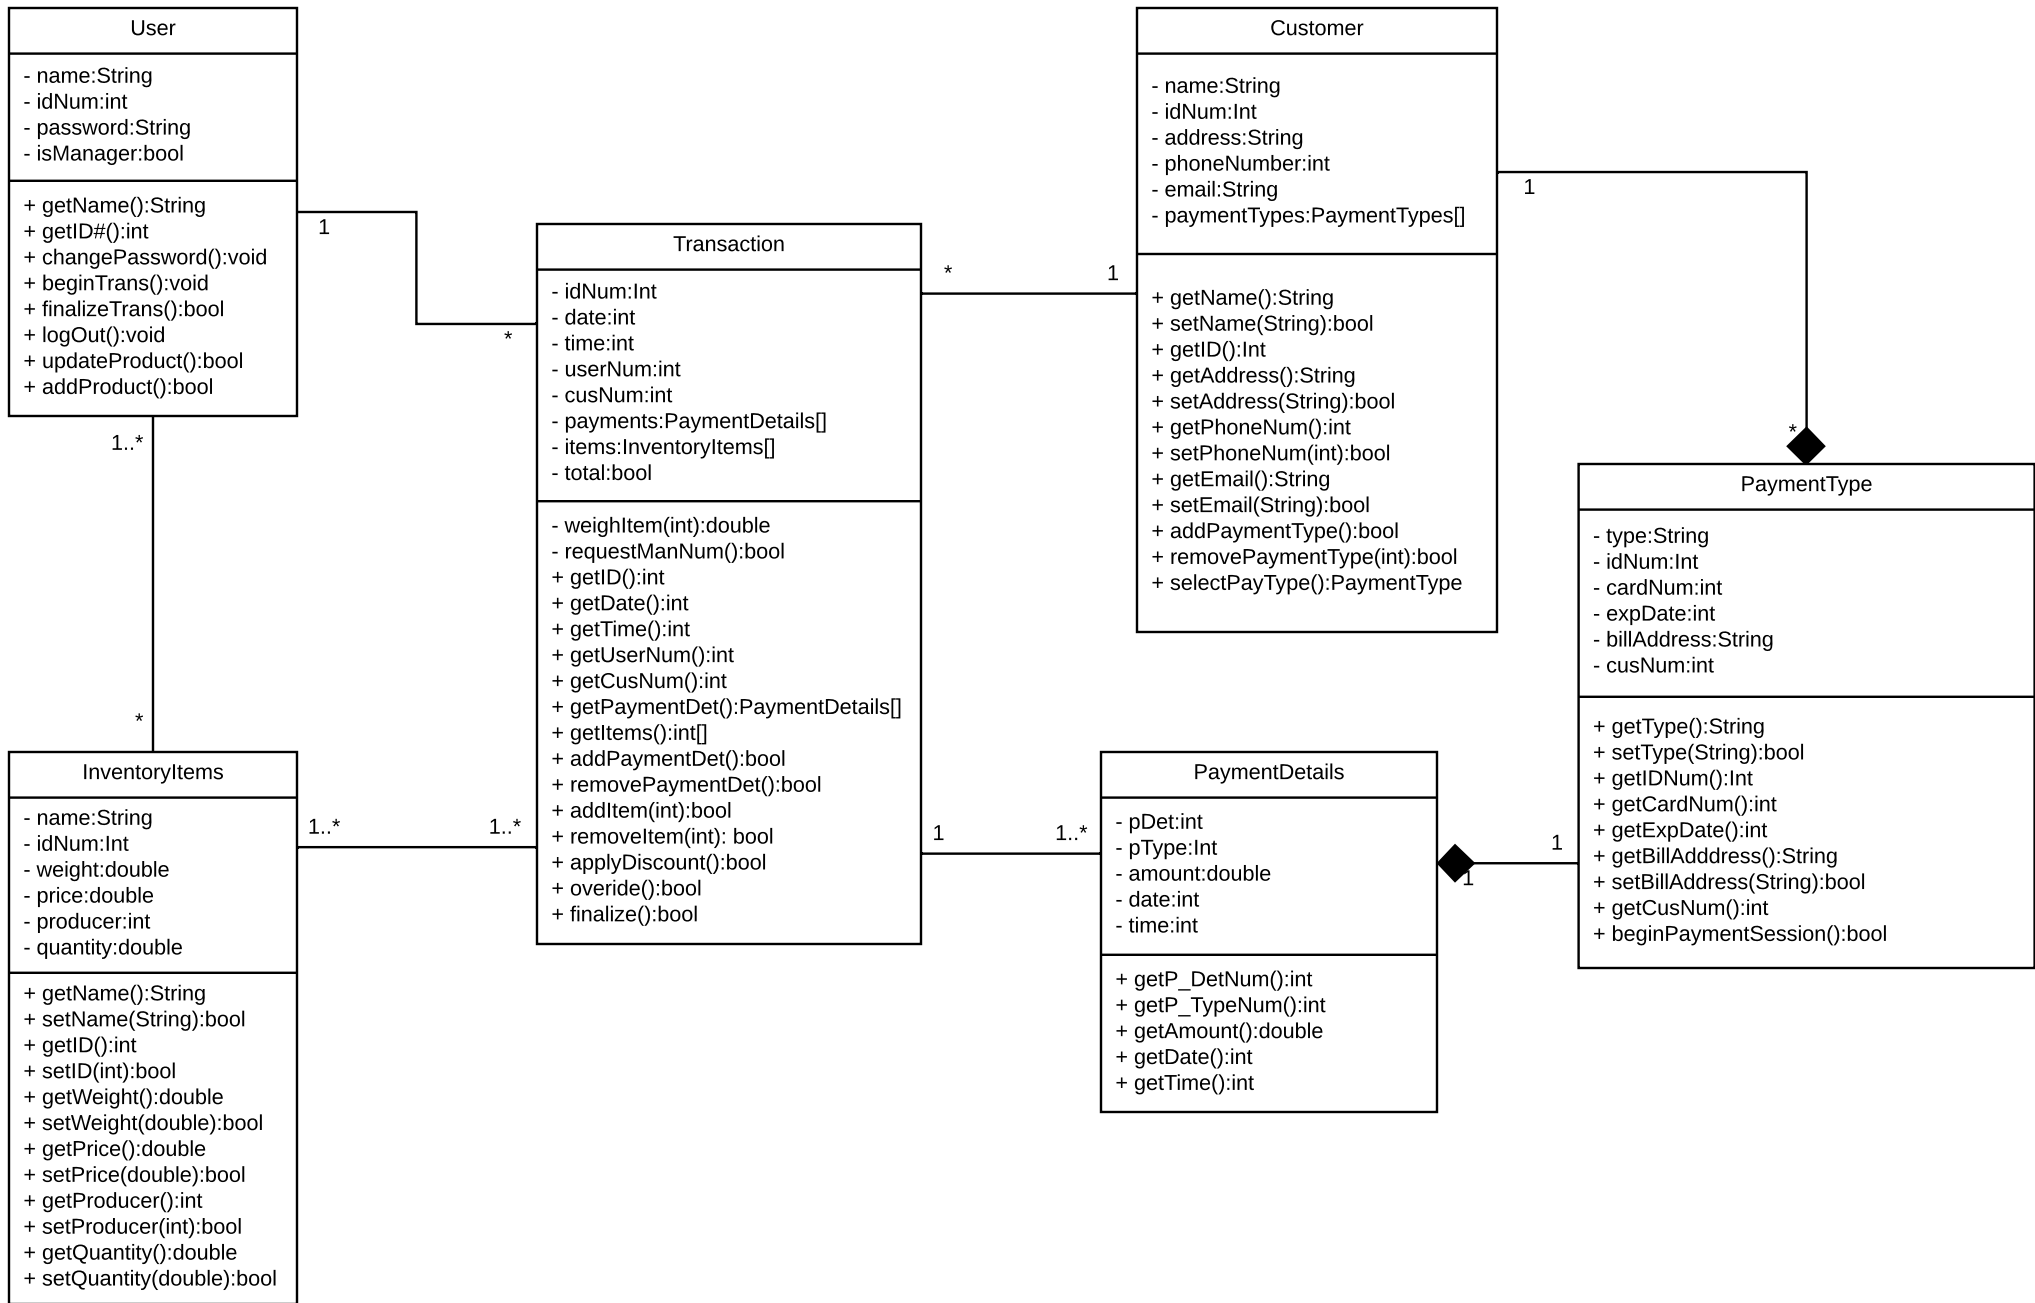 User
- name:String
- idNum:int
- password:String
- isManager:bool
+ getName():String
+ getID#():int
+ changePassword():void
+ beginTrans():void
+ finalizeTrans():bool
+ logOut():void
+ updateProduct():bool
+ addProduct():bool
1
*
1..*
*
Transaction
- idNum:Int
- date:int
- time:int
- userNum:int
- cusNum:int
- payments:PaymentDetails[]
- items:InventoryItems[]
- total:bool
- weighItem(int):double
- requestManNum():bool
+ getID():int
+ getDate():int
+ getTime():int
+ getUserNum():int
+ getCusNum():int
+ getPaymentDet():PaymentDetails[]
+ getItems():int[]
+ addPaymentDet():bool
+ removePaymentDet():bool
+ addItem(int):bool
+ removeItem(int): bool
+ applyDiscount():bool
+ overide():bool
+ finalize():bool
* 1
Customer
- name:String
- idNum:Int
- address:String
- phoneNumber:int
- email:String
- paymentTypes:PaymentTypes[]
+ getName():String
+ setName(String):bool
+ getID():Int
+ getAddress():String
+ setAddress(String):bool
+ getPhoneNum():int
+ setPhoneNum(int):bool
+ getEmail():String
+ setEmail(String):bool
+ addPaymentType():bool
+ removePaymentType(int):bool
+ selectPayType():PaymentType
1
*
PaymentType
- type:String
- idNum:Int
- cardNum:int
- expDate:int
- billAddress:String
- cusNum:int
+ getType():String
+ setType(String):bool
+ getIDNum():Int
+ getCardNum():int
+ getExpDate():int
+ getBillAdddress():String
+ setBillAddress(String):bool
+ getCusNum():int
+ beginPaymentSession():bool
InventoryItems
- name:String
- idNum:Int
- weight:double
- price:double
- producer:int
- quantity:double
+ getName():String
+ setName(String):bool
+ getID():int
+ setID(int):bool
+ getWeight():double
+ setWeight(double):bool
+ getPrice():double
+ setPrice(double):bool
+ getProducer():int
+ setProducer(int):bool
+ getQuantity():double
+ setQuantity(double):bool
1..* 1..*
1 1..*
PaymentDetails
- pDet:int
- pType:Int
- amount:double
- date:int
- time:int
+ getP_DetNum():int
+ getP_TypeNum():int
+ getAmount():double
+ getDate():int
+ getTime():int
1
1